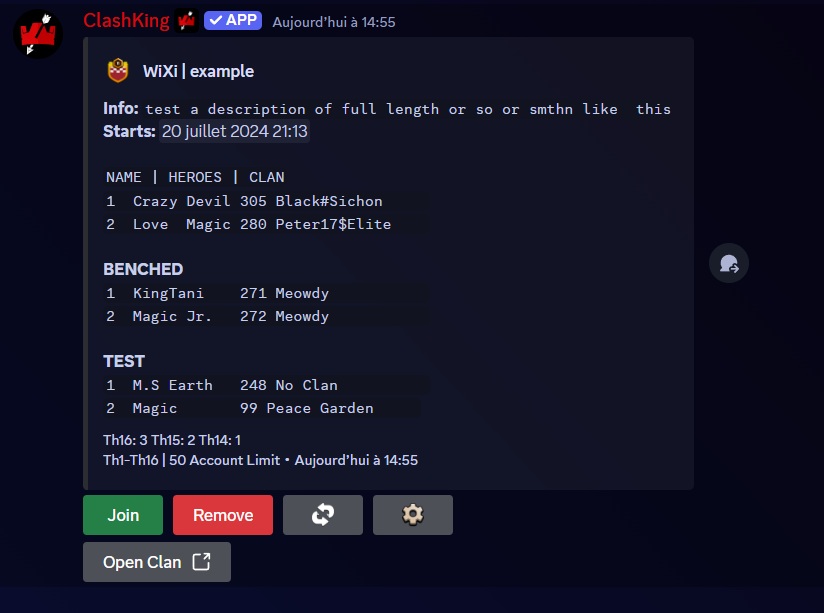 ClashKing APP Aujourd'hui à 14:55
WiXi | example
Info: test a description of full length or so or smthn like  this
Starts: 20 juillet 2024 21:13
NAME | HEROES | CLAN
1  Crazy Devil 305 Black#Sichon
2  Love  Magic 280 Peter17$Elite
BENCHED
1  KingTani    271 Meowdy
2  Magic Jr.   272 Meowdy
TEST
1  M.S Earth   248 No Clan
2  Magic       99 Peace Garden
Th16: 3 Th15: 2 Th14: 1
Th1-Th16 | 50 Account Limit • Aujourd'hui à 14:55
Join Remove
Open Clan